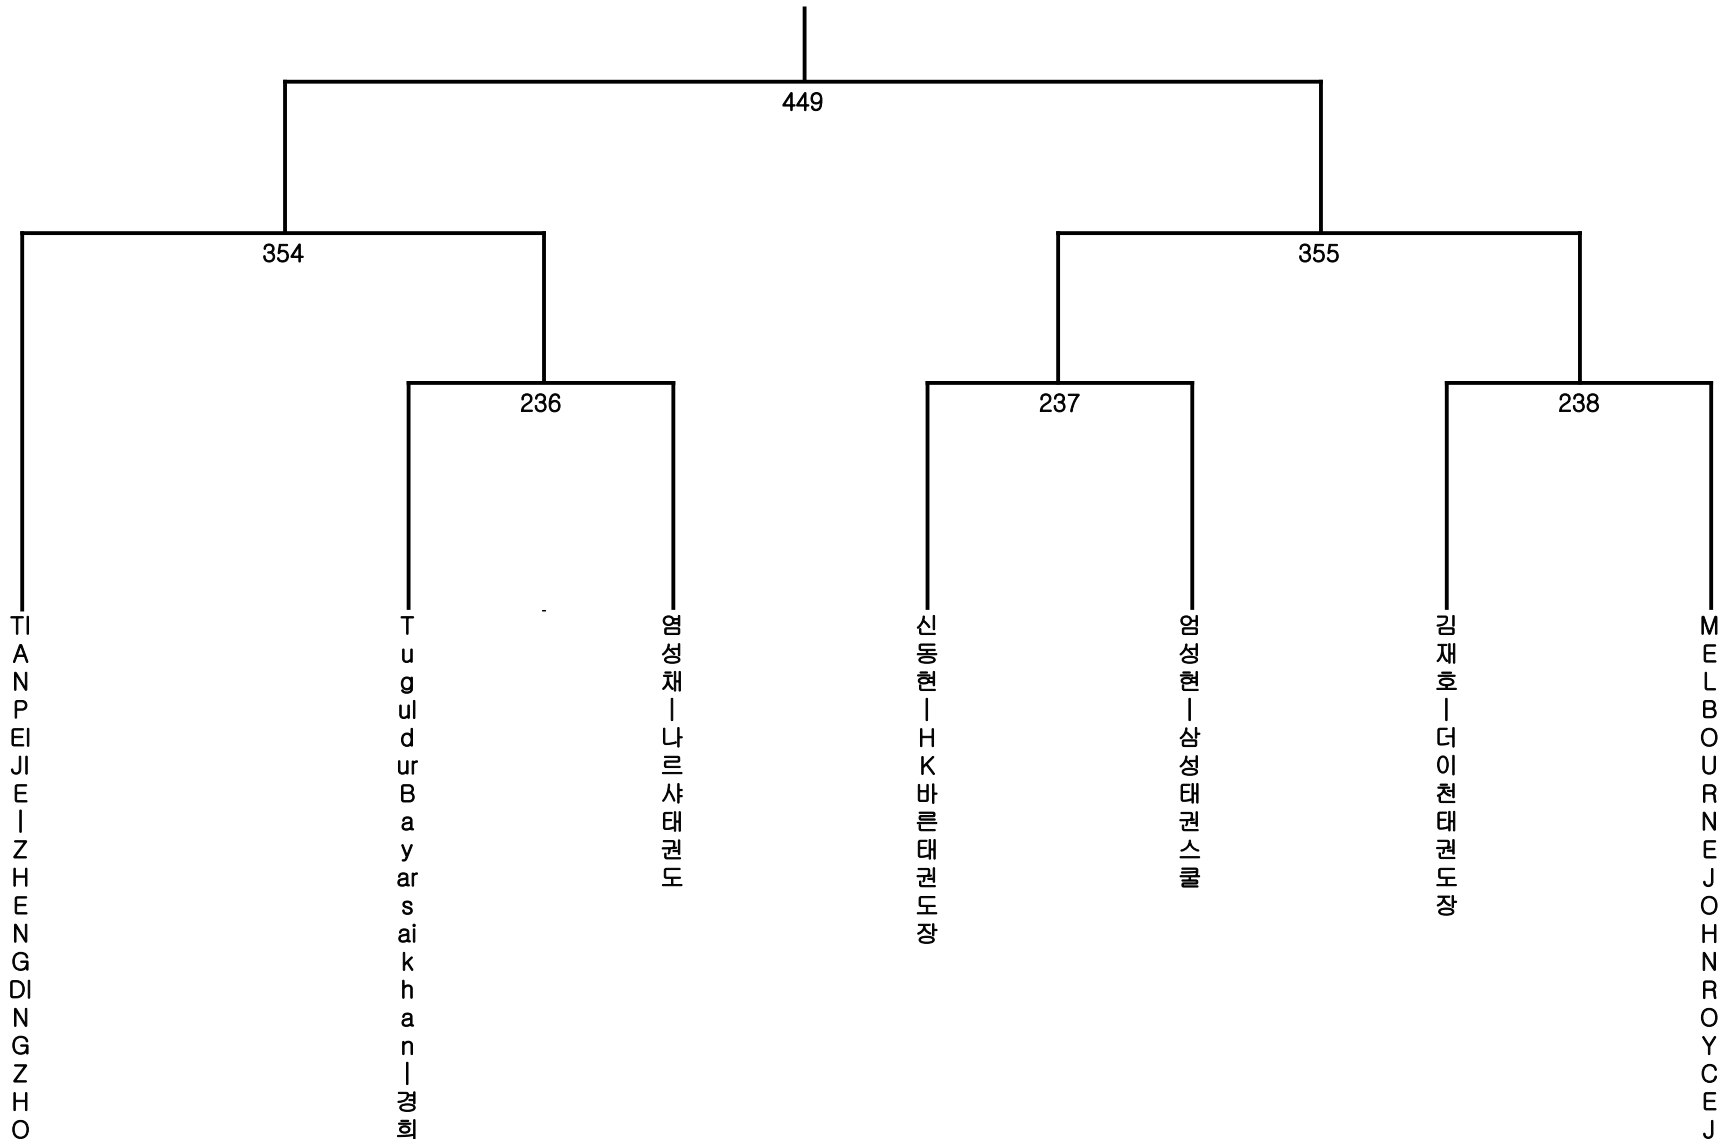 449
354
355
236
237
238
TIANPEIJIE|ZHENGDINGZHO
TuguldurBayarsaikhan|경희
염성채|나르샤태권도
신동현|HK바른태권도장
엄성현|삼성태권스쿨
김재호|더이천태권도장
MELBOURNEJOHNROYCEJ